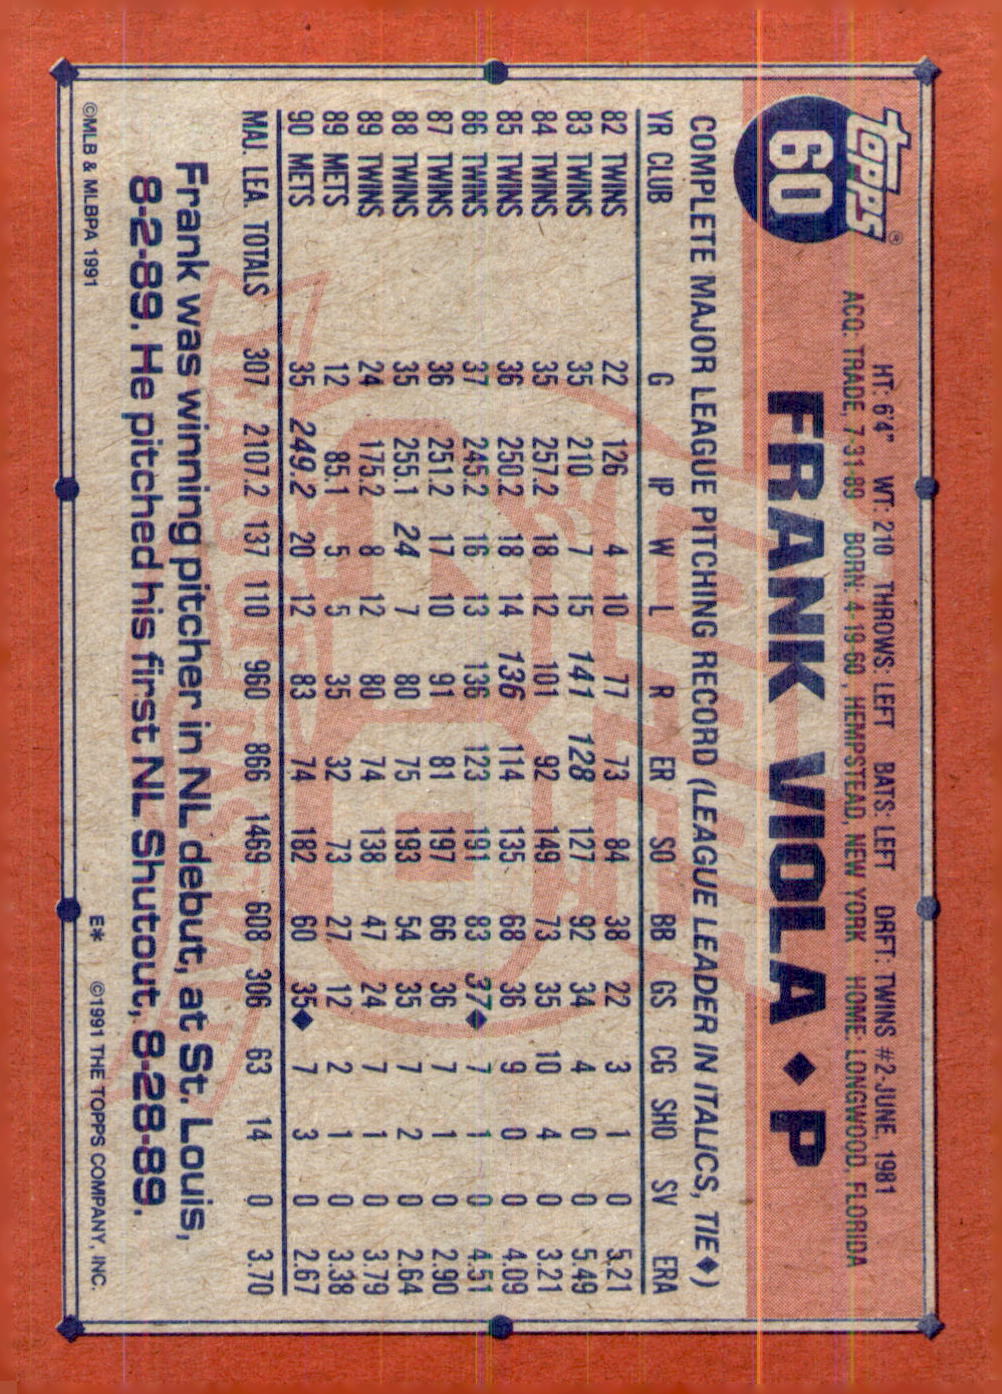 topps®
60
HT: 6'4" WT: 210 THROWS: LEFT BATS: LEFT DRFT: TWINS #2-JUNE, 1981
ACQ: TRADE, 7-31-89 BORN: 4-19-60, HEMPSTEAD, NEW YORK HOME: LONGWOOD, FLORIDA
FRANK VIOLA ◆ P
COMPLETE MAJOR LEAGUE PITCHING RECORD (LEAGUE LEADER IN ITALICS, TIE◆)
YR CLUB G IP W L R ER SO BB GS CG SHO SV ERA
82 TWINS 22 126 4 10 77 73 84 38 22 3 1 0 5.21
83 TWINS 35 210 7 15 141 128 127 92 34 4 0 0 5.49
84 TWINS 35 257.2 18 12 101 92 149 73 35 10 4 0 3.21
85 TWINS 36 250.2 18 14 136 114 135 68 36 9 0 0 4.09
86 TWINS 37 245.2 16 13 136 123 191 83 37◆ 7 1 0 4.51
87 TWINS 36 251.2 17 10 91 81 197 66 36 7 1 0 2.90
88 TWINS 35 255.1 24 7 80 75 193 54 35 7 2 0 2.64
89 TWINS 24 175.2 8 12 80 74 138 47 24 7 1 0 3.79
89 METS 12 85.1 5 5 35 32 73 27 12 2 1 0 3.38
90 METS 35 249.2 20 12 83 74 182 60 35◆ 7 3 0 2.67
MAJ. LEA. TOTALS 307 2107.2 137 110 960 866 1469 608 306 63 14 0 3.70
Frank was winning pitcher in NL debut, at St. Louis,
8-2-89. He pitched his first NL Shutout, 8-28-89.
©MLB & MLBPA 1991 E* ©1991 THE TOPPS COMPANY, INC.
40
YEARS OF BASEBALL